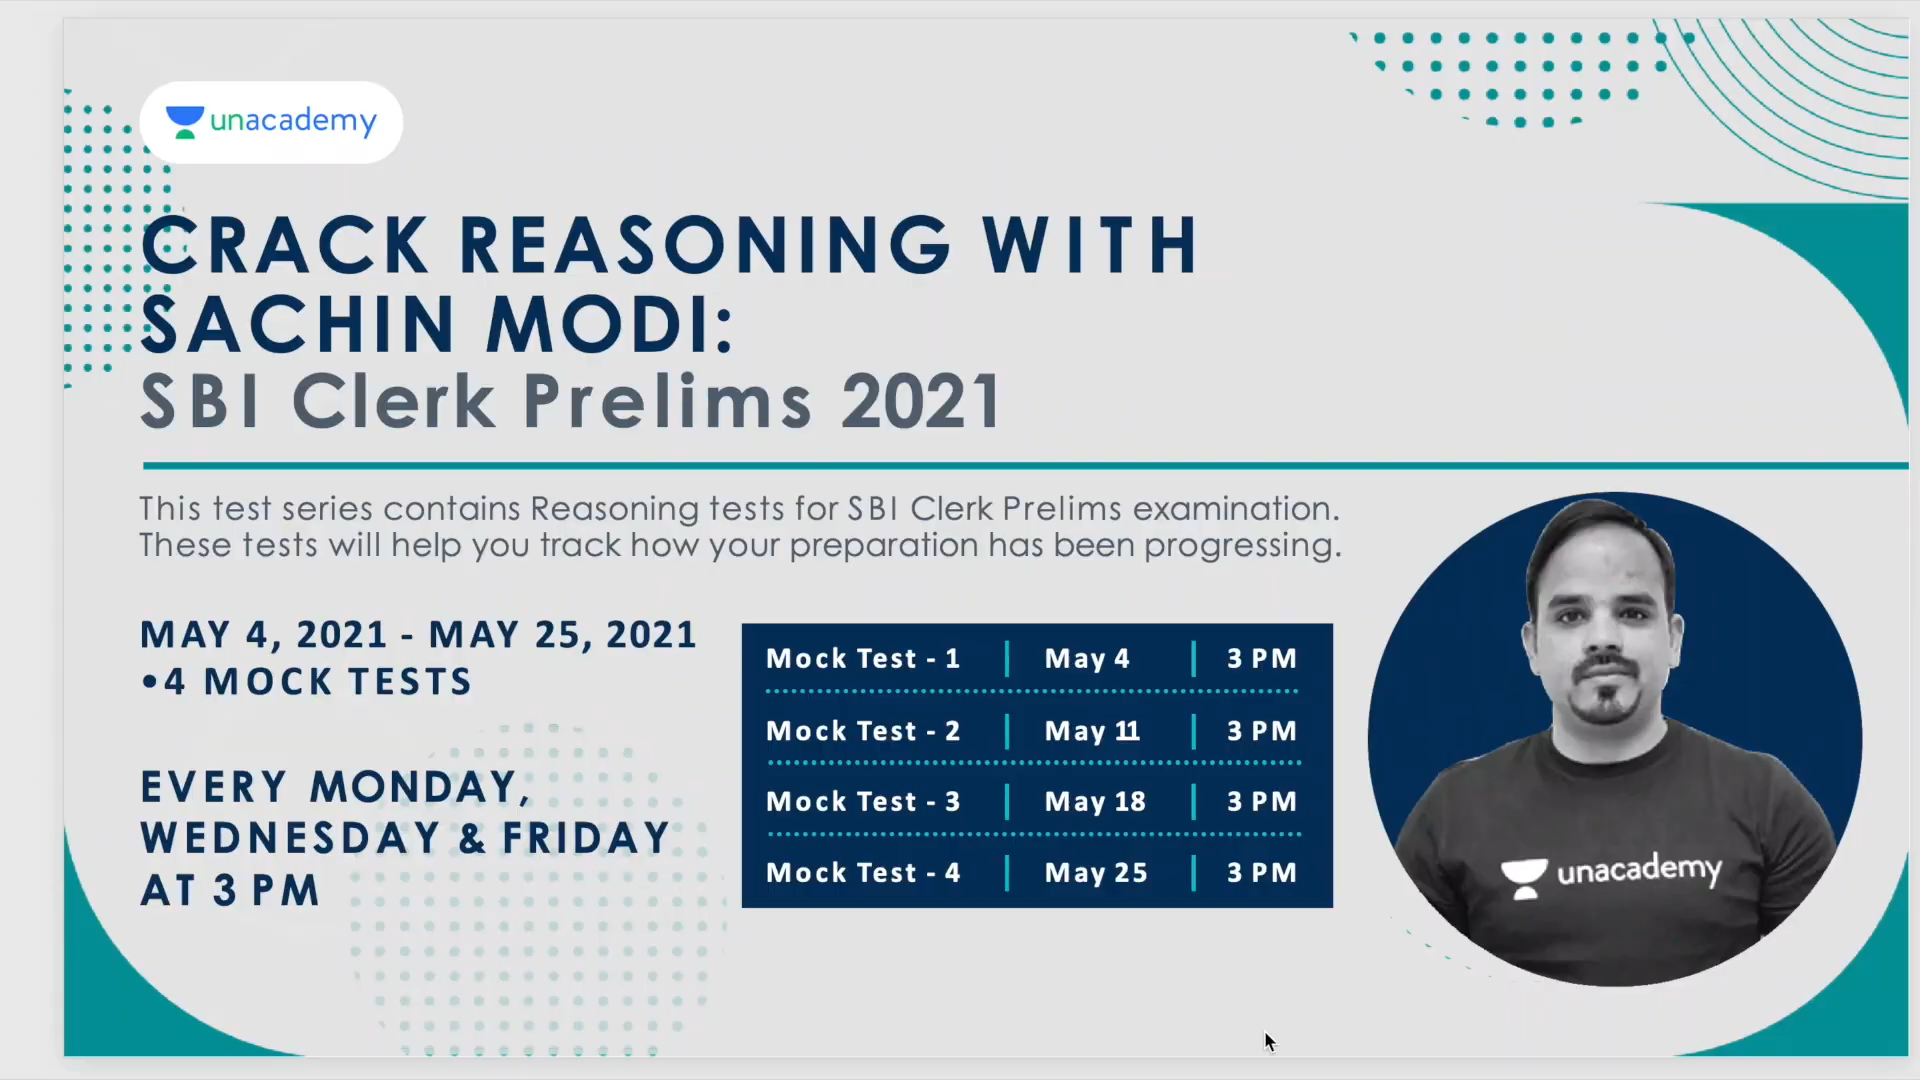 unacademy
CRACK REASONING WITH
SACHIN MODI:
SBI Clerk Prelims 2021
This test series contains Reasoning tests for SBI Clerk Prelims examination.
These tests will help you track how your preparation has been progressing.
MAY 4, 2021 - MAY 25, 2021
•4 MOCK TESTS
EVERY MONDAY,
WEDNESDAY & FRIDAY
AT 3 PM
Mock Test - 1 | May 4 | 3 PM
Mock Test - 2 | May 11 | 3 PM
Mock Test - 3 | May 18 | 3 PM
Mock Test - 4 | May 25 | 3 PM
unacademy